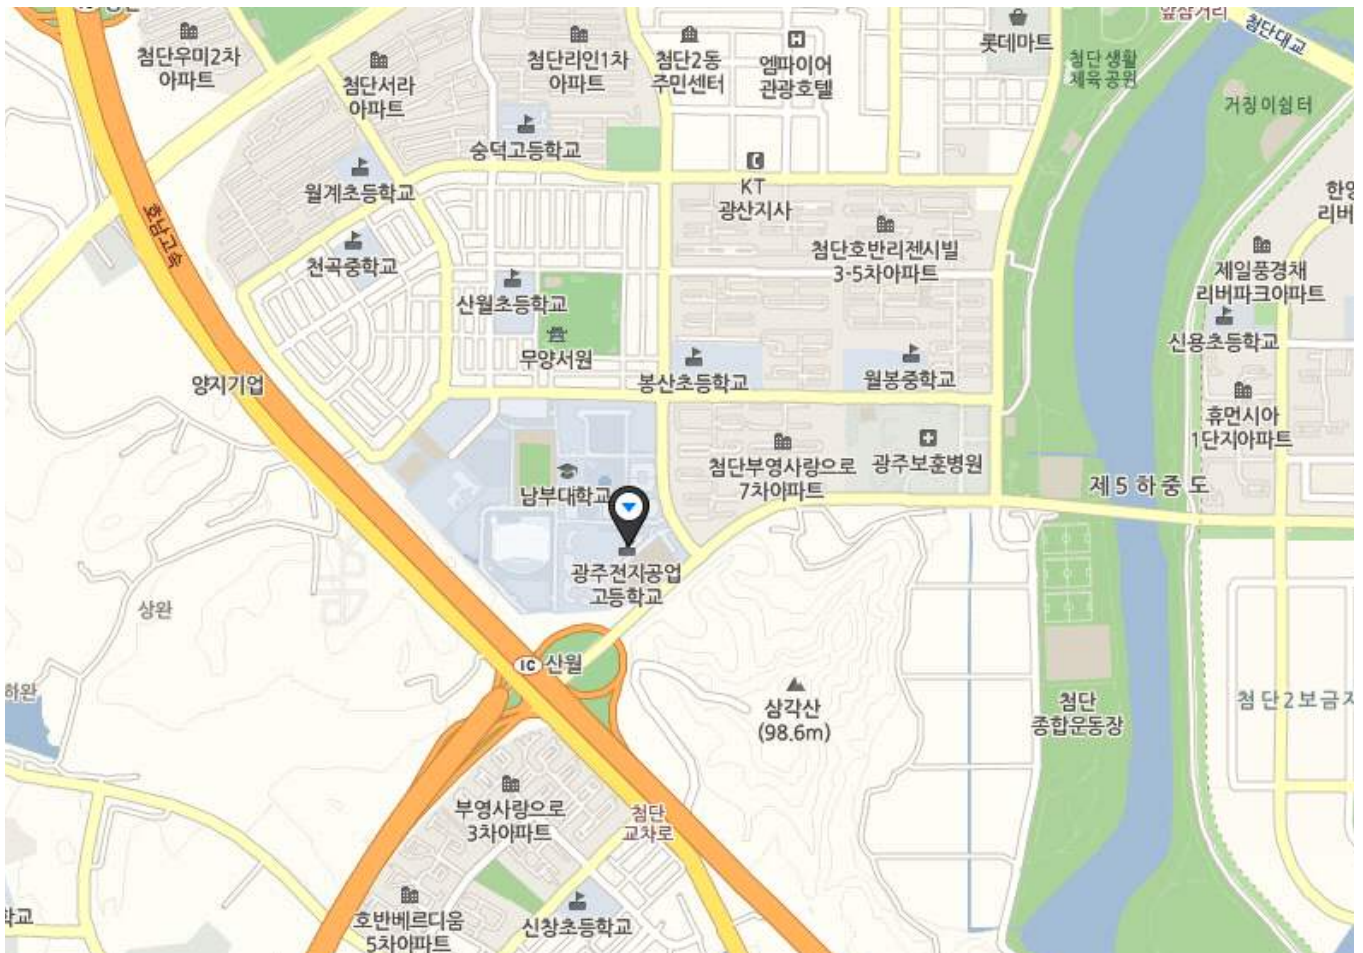 첨단우미2차
아파트
첨단서라
아파트
첨단리인1차
아파트
첨단2동
주민센터
엠파이어
관광호텔
롯데마트
첨단대교
첨단생활
체육공원
거징이쉼터
숭덕고등학교
월계초등학교
KT
광산지사
호남고속
천곡중학교
첨단호반리젠시빌
3-5차아파트
제일풍경채
리버파크아파트
산월초등학교
무양서원
신용초등학교
봉산초등학교
월봉중학교
양지기업
휴먼시아
1단지아파트
첨단부영사랑으로
7차아파트
광주보훈병원
남부대학교
제5하중도
광주전자공업
고등학교
상완
하완
IC 산월
삼각산
(98.6m)
첨단
종합운동장
부영사랑으로
3차아파트
첨단
교차로
호반베르디움
5차아파트
신창초등학교